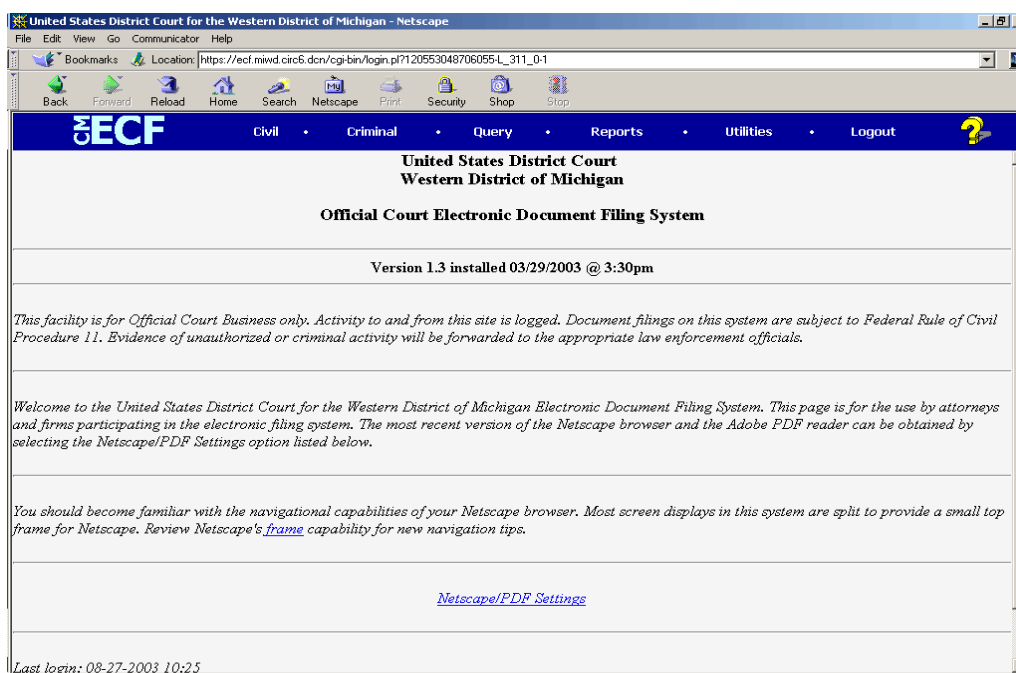 United States District Court for the Western District of Michigan - Netscape
File Edit View Go Communicator Help
Bookmarks Location: https://ecf.miwd.circ6.dcn/cgi-bin/login.pl?120553048706055-L_311_0-1
Back Forward Reload Home Search Netscape Print Security Shop Stop
CM ECF Civil • Criminal • Query • Reports • Utilities • Logout ?
United States District Court
Western District of Michigan
Official Court Electronic Document Filing System
Version 1.3 installed 03/29/2003 @ 3:30pm
This facility is for Official Court Business only. Activity to and from this site is logged. Document filings on this system are subject to Federal Rule of Civil
Procedure 11. Evidence of unauthorized or criminal activity will be forwarded to the appropriate law enforcement officials.
Welcome to the United States District Court for the Western District of Michigan Electronic Document Filing System. This page is for the use by attorneys
and firms participating in the electronic filing system. The most recent version of the Netscape browser and the Adobe PDF reader can be obtained by
selecting the Netscape/PDF Settings option listed below.
You should become familiar with the navigational capabilities of your Netscape browser. Most screen displays in this system are split to provide a small top
frame for Netscape. Review Netscape's frame capability for new navigation tips.
Netscape/PDF Settings
Last login: 08-27-2003 10:25